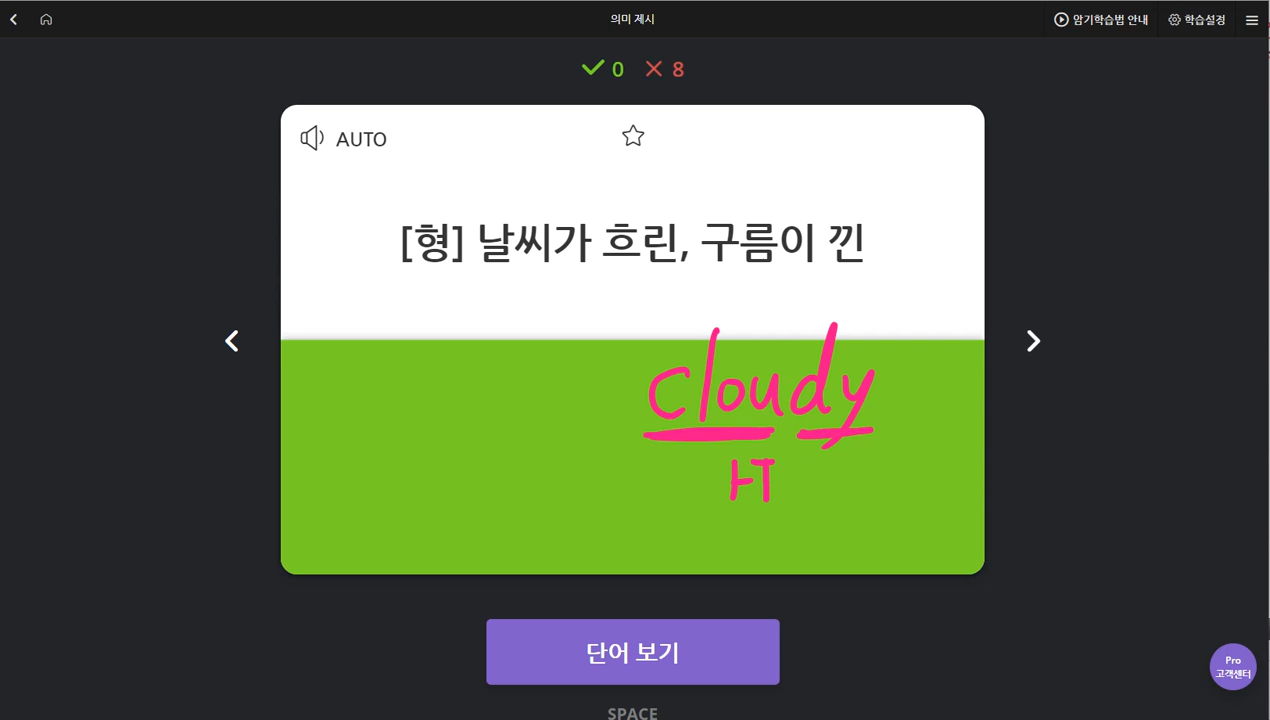 의미 제시
암기학습법 안내
학습설정
0 8
AUTO
[형] 날씨가 흐린, 구름이 낀
cloudy
ㅏㅜ
단어 보기
SPACE
Pro
고객센터